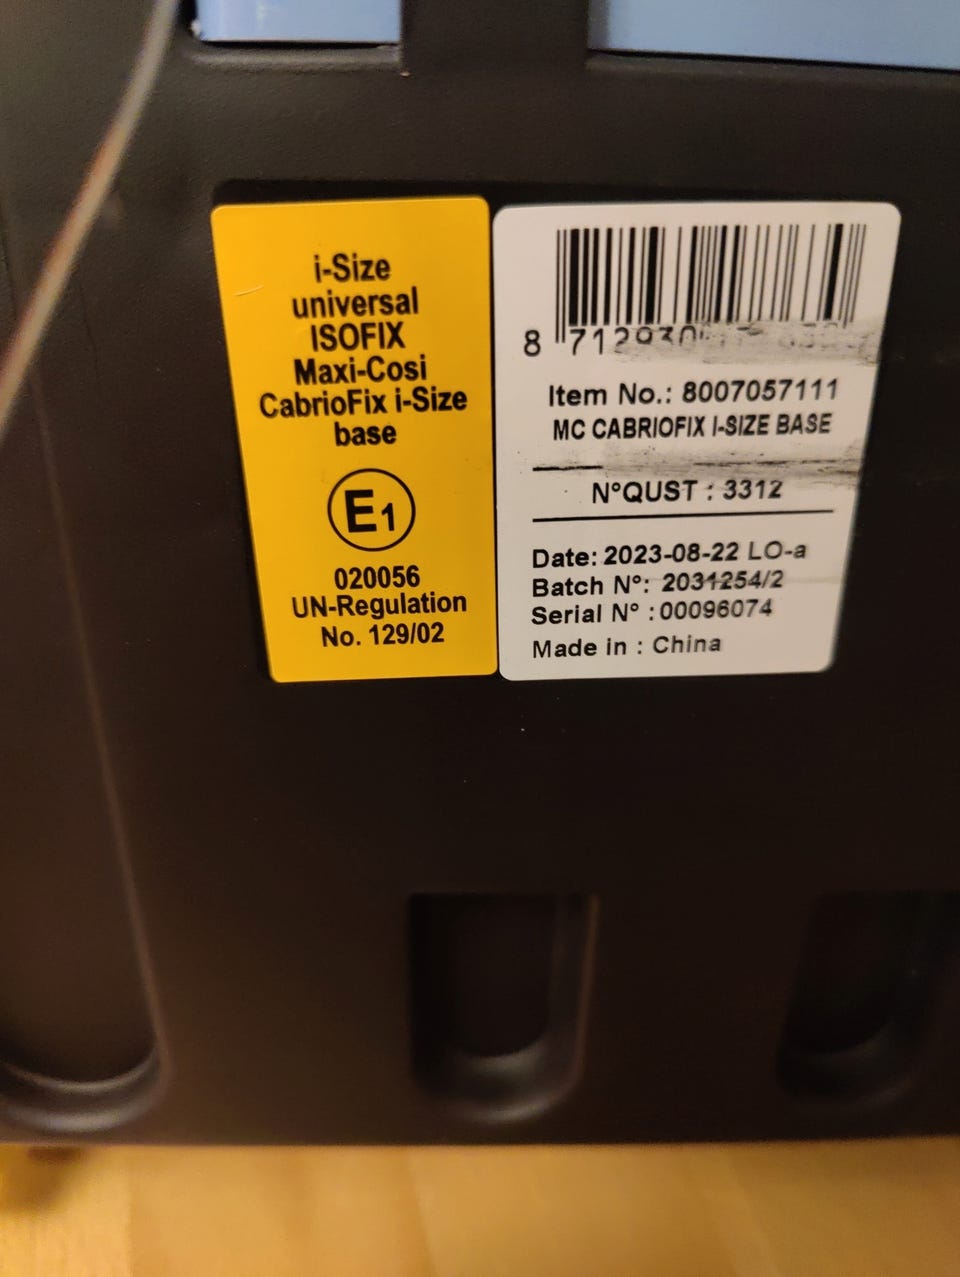 i-Size
universal
ISOFIX
Maxi-Cosi
CabrioFix i-Size
base
E1
020056
UN-Regulation
No. 129/02
Item No.: 8007057111
MC CABRIOFIX I-SIZE BASE
N°QUST : 3312
Date: 2023-08-22 LO-a
Batch N°: 2031254/2
Serial N° :00096074
Made in : China